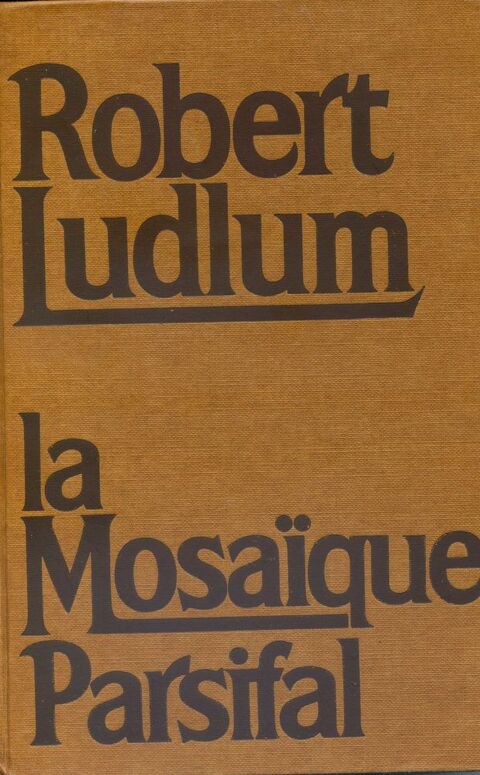 Robert
Ludlum
la
Mosaïque
Parsifal